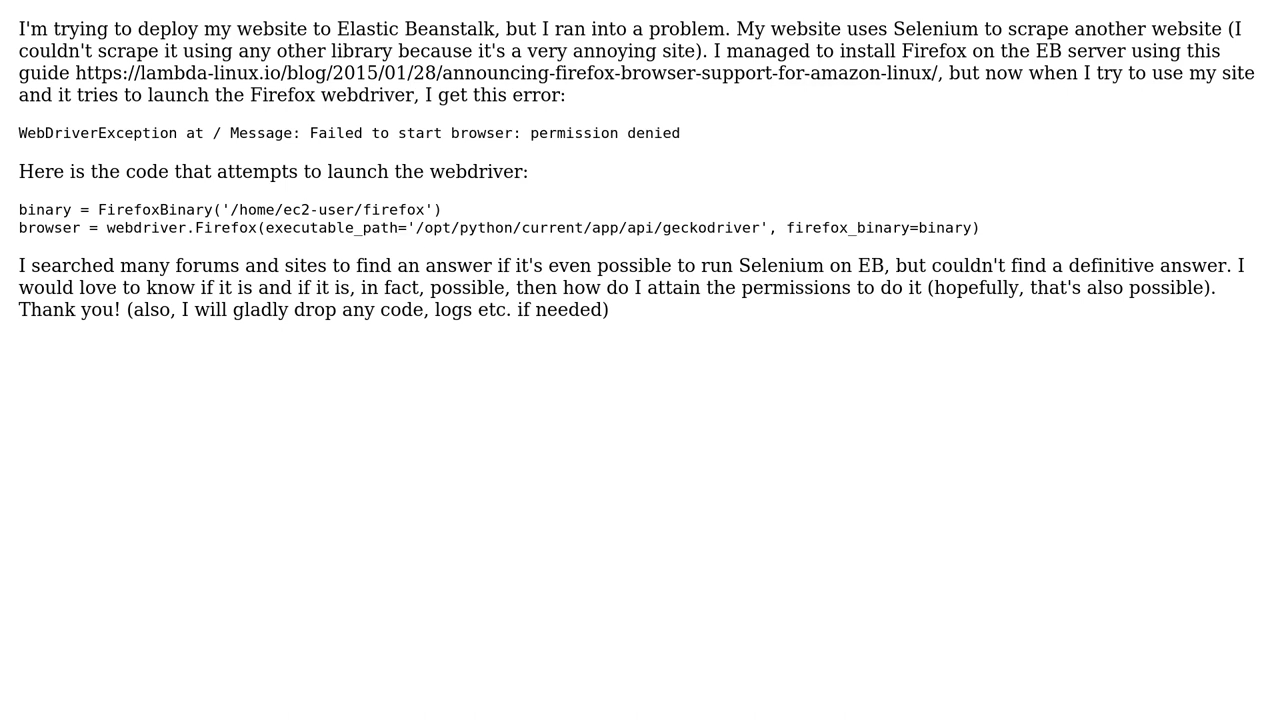 I'm trying to deploy my website to Elastic Beanstalk, but I ran into a problem. My website uses Selenium to scrape another website (I
couldn't scrape it using any other library because it's a very annoying site). I managed to install Firefox on the EB server using this
guide https://lambda-linux.io/blog/2015/01/28/announcing-firefox-browser-support-for-amazon-linux/, but now when I try to use my site
and it tries to launch the Firefox webdriver, I get this error:
WebDriverException at / Message: Failed to start browser: permission denied
Here is the code that attempts to launch the webdriver:
binary = FirefoxBinary('/home/ec2-user/firefox')
browser = webdriver.Firefox(executable_path='/opt/python/current/app/api/geckodriver', firefox_binary=binary)
I searched many forums and sites to find an answer if it's even possible to run Selenium on EB, but couldn't find a definitive answer. I
would love to know if it is and if it is, in fact, possible, then how do I attain the permissions to do it (hopefully, that's also possible).
Thank you! (also, I will gladly drop any code, logs etc. if needed)